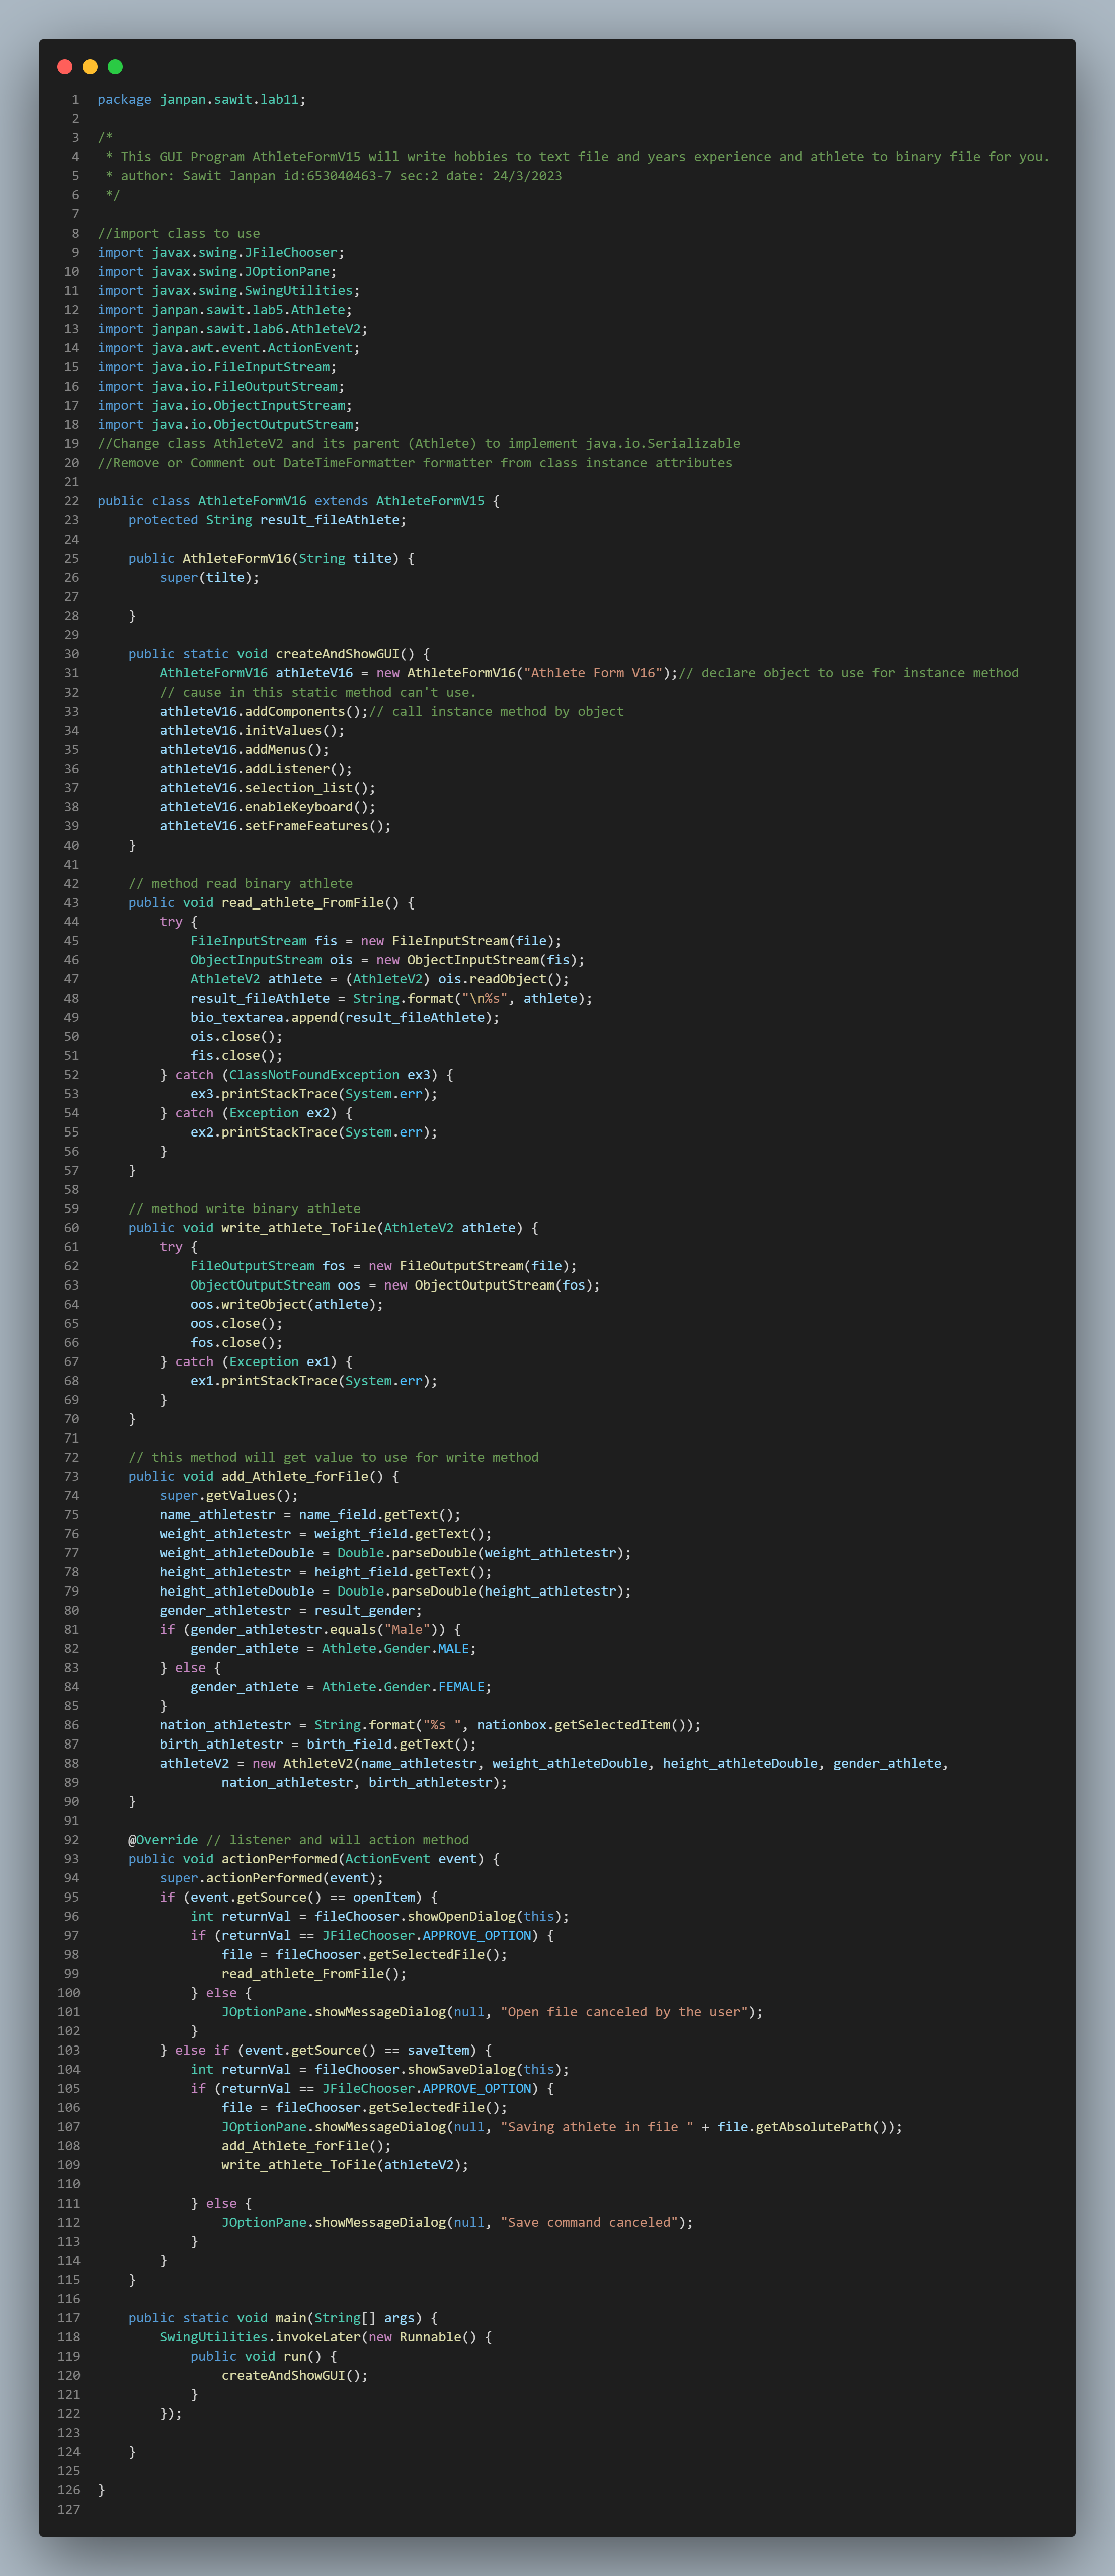 1 package janpan.sawit.lab11;
2
3 /*
4  * This GUI Program AthleteFormV15 will write hobbies to text file and years experience and athlete to binary file for you.
5  * author: Sawit Janpan id:653040463-7 sec:2 date: 24/3/2023
6  */
7
8 //import class to use
9 import javax.swing.JFileChooser;
10 import javax.swing.JOptionPane;
11 import javax.swing.SwingUtilities;
12 import janpan.sawit.lab5.Athlete;
13 import janpan.sawit.lab6.AthleteV2;
14 import java.awt.event.ActionEvent;
15 import java.io.FileInputStream;
16 import java.io.FileOutputStream;
17 import java.io.ObjectInputStream;
18 import java.io.ObjectOutputStream;
19 //Change class AthleteV2 and its parent (Athlete) to implement java.io.Serializable
20 //Remove or Comment out DateTimeFormatter formatter from class instance attributes
21
22 public class AthleteFormV16 extends AthleteFormV15 {
23     protected String result_fileAthlete;
24
25     public AthleteFormV16(String tilte) {
26         super(tilte);
27
28     }
29
30     public static void createAndShowGUI() {
31         AthleteFormV16 athleteV16 = new AthleteFormV16("Athlete Form V16");// declare object to use for instance method
32         // cause in this static method can't use.
33         athleteV16.addComponents();// call instance method by object
34         athleteV16.initValues();
35         athleteV16.addMenus();
36         athleteV16.addListener();
37         athleteV16.selection_list();
38         athleteV16.enableKeyboard();
39         athleteV16.setFrameFeatures();
40     }
41
42     // method read binary athlete
43     public void read_athlete_FromFile() {
44         try {
45             FileInputStream fis = new FileInputStream(file);
46             ObjectInputStream ois = new ObjectInputStream(fis);
47             AthleteV2 athlete = (AthleteV2) ois.readObject();
48             result_fileAthlete = String.format("\n%s", athlete);
49             bio_textarea.append(result_fileAthlete);
50             ois.close();
51             fis.close();
52         } catch (ClassNotFoundException ex3) {
53             ex3.printStackTrace(System.err);
54         } catch (Exception ex2) {
55             ex2.printStackTrace(System.err);
56         }
57     }
58
59     // method write binary athlete
60     public void write_athlete_ToFile(AthleteV2 athlete) {
61         try {
62             FileOutputStream fos = new FileOutputStream(file);
63             ObjectOutputStream oos = new ObjectOutputStream(fos);
64             oos.writeObject(athlete);
65             oos.close();
66             fos.close();
67         } catch (Exception ex1) {
68             ex1.printStackTrace(System.err);
69         }
70     }
71
72     // this method will get value to use for write method
73     public void add_Athlete_forFile() {
74         super.getValues();
75         name_athletestr = name_field.getText();
76         weight_athletestr = weight_field.getText();
77         weight_athleteDouble = Double.parseDouble(weight_athletestr);
78         height_athletestr = height_field.getText();
79         height_athleteDouble = Double.parseDouble(height_athletestr);
80         gender_athletestr = result_gender;
81         if (gender_athletestr.equals("Male")) {
82             gender_athlete = Athlete.Gender.MALE;
83         } else {
84             gender_athlete = Athlete.Gender.FEMALE;
85         }
86         nation_athletestr = String.format("%s ", nationbox.getSelectedItem());
87         birth_athletestr = birth_field.getText();
88         athleteV2 = new AthleteV2(name_athletestr, weight_athleteDouble, height_athleteDouble, gender_athlete,
89                 nation_athletestr, birth_athletestr);
90     }
91
92     @Override // listener and will action method
93     public void actionPerformed(ActionEvent event) {
94         super.actionPerformed(event);
95         if (event.getSource() == openItem) {
96             int returnVal = fileChooser.showOpenDialog(this);
97             if (returnVal == JFileChooser.APPROVE_OPTION) {
98                 file = fileChooser.getSelectedFile();
99                 read_athlete_FromFile();
100             } else {
101                 JOptionPane.showMessageDialog(null, "Open file canceled by the user");
102             }
103         } else if (event.getSource() == saveItem) {
104             int returnVal = fileChooser.showSaveDialog(this);
105             if (returnVal == JFileChooser.APPROVE_OPTION) {
106                 file = fileChooser.getSelectedFile();
107                 JOptionPane.showMessageDialog(null, "Saving athlete in file " + file.getAbsolutePath());
108                 add_Athlete_forFile();
109                 write_athlete_ToFile(athleteV2);
110
111             } else {
112                 JOptionPane.showMessageDialog(null, "Save command canceled");
113             }
114         }
115     }
116
117     public static void main(String[] args) {
118         SwingUtilities.invokeLater(new Runnable() {
119             public void run() {
120                 createAndShowGUI();
121             }
122         });
123
124     }
125
126 }
127